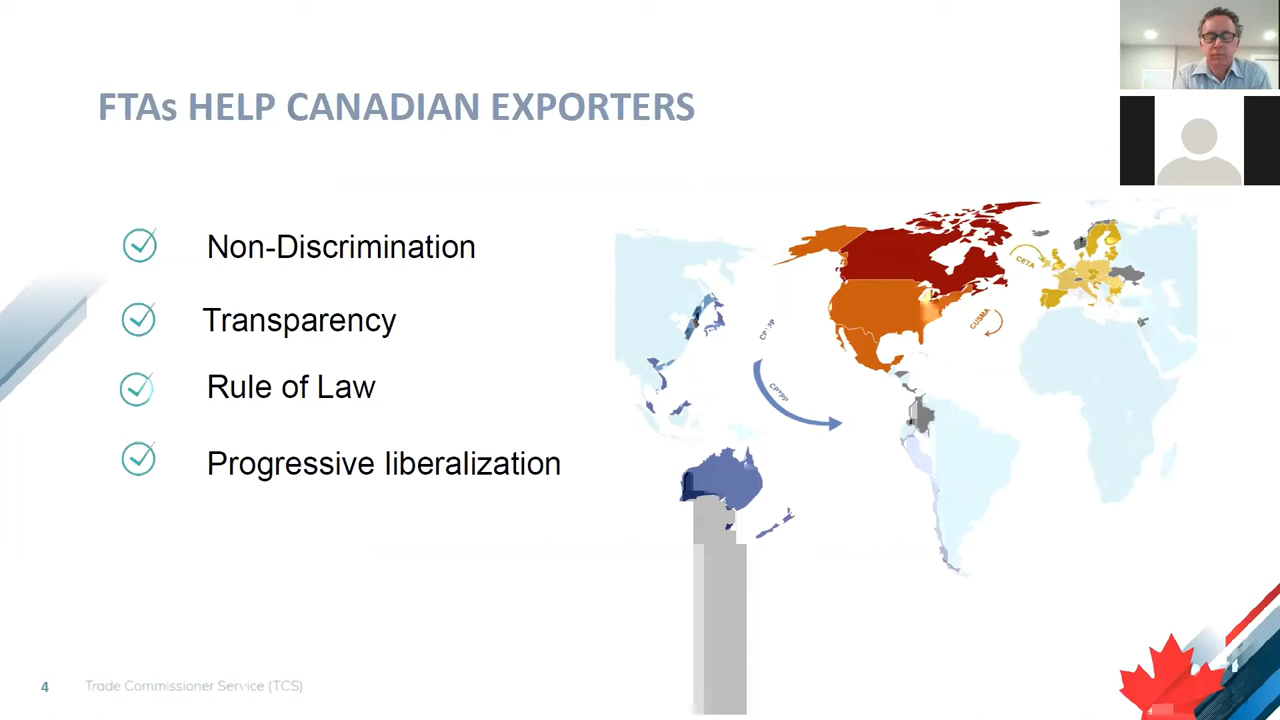 FTAs HELP CANADIAN EXPORTERS
Non-Discrimination
Transparency
Rule of Law
Progressive liberalization
CETA
CUSMA
CPTPP
4
Trade Commissioner Service (TCS)